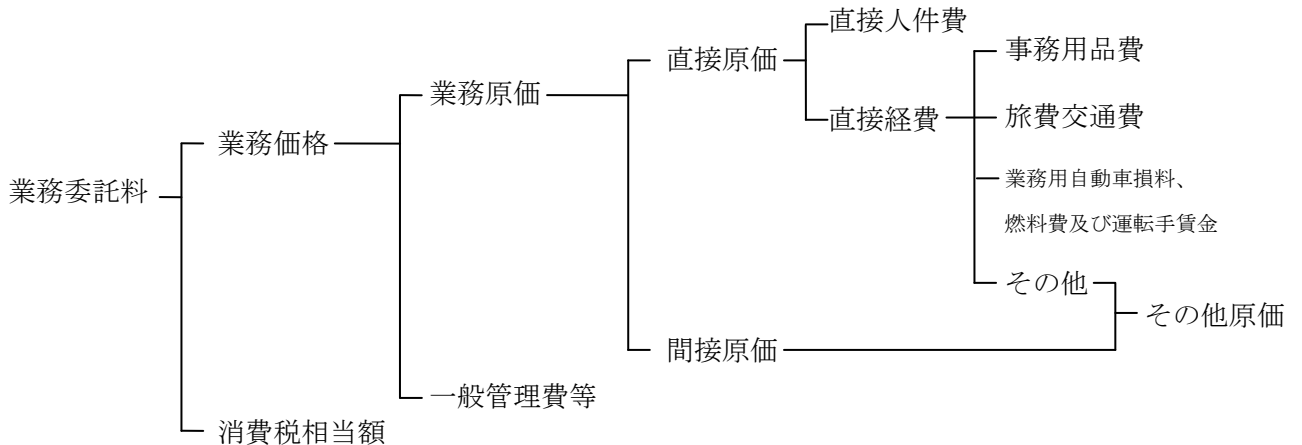 直接人件費
事務用品費
直接原価
業務原価
直接経費
旅費交通費
業務価格
業務委託料
業務用自動車損料、
燃料費及び運転手賃金
その他
その他原価
間接原価
一般管理費等
消費税相当額